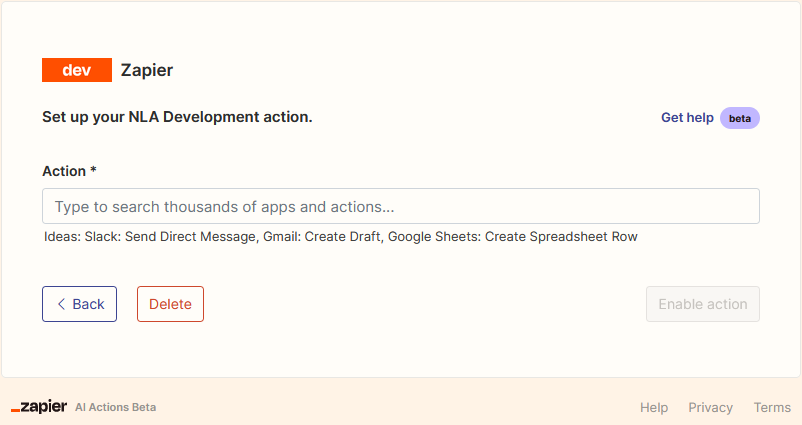 dev Zapier
Set up your NLA Development action.
Get help beta
Action *
Type to search thousands of apps and actions...
Ideas: Slack: Send Direct Message, Gmail: Create Draft, Google Sheets: Create Spreadsheet Row
Back Delete Enable action
zapier AI Actions Beta Help Privacy Terms